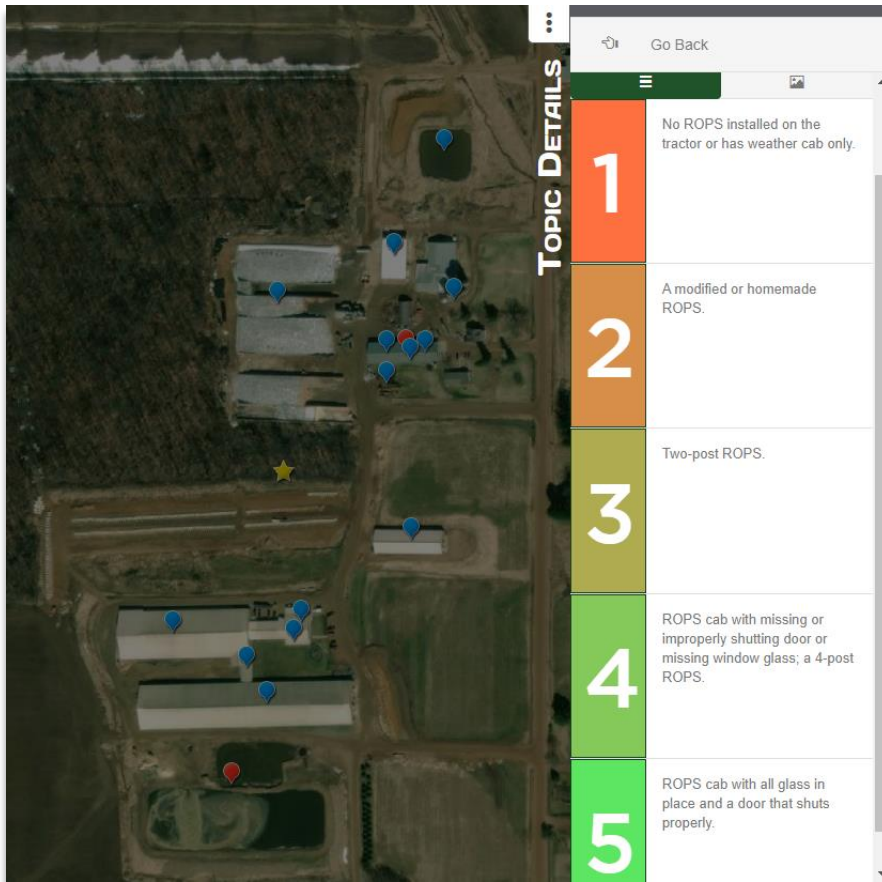 TOPIC DETAILS
Go Back
1
No ROPS installed on the
tractor or has weather cab only.
2
A modified or homemade
ROPS.
3
Two-post ROPS.
4
ROPS cab with missing or
improperly shutting door or
missing window glass; a 4-post
ROPS.
5
ROPS cab with all glass in
place and a door that shuts
properly.